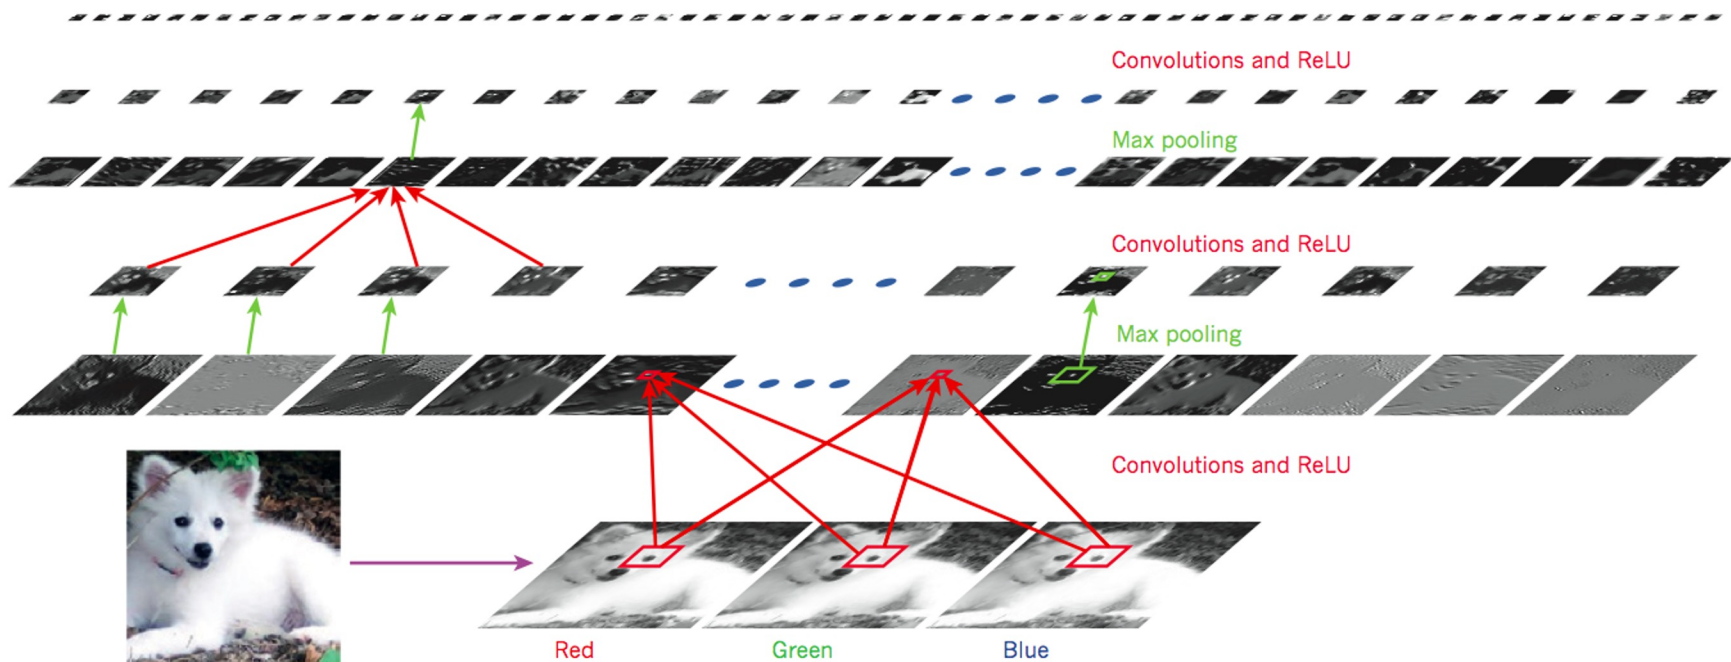 Convolutions and ReLU
Max pooling
Convolutions and ReLU
Max pooling
Convolutions and ReLU
Red
Green
Blue